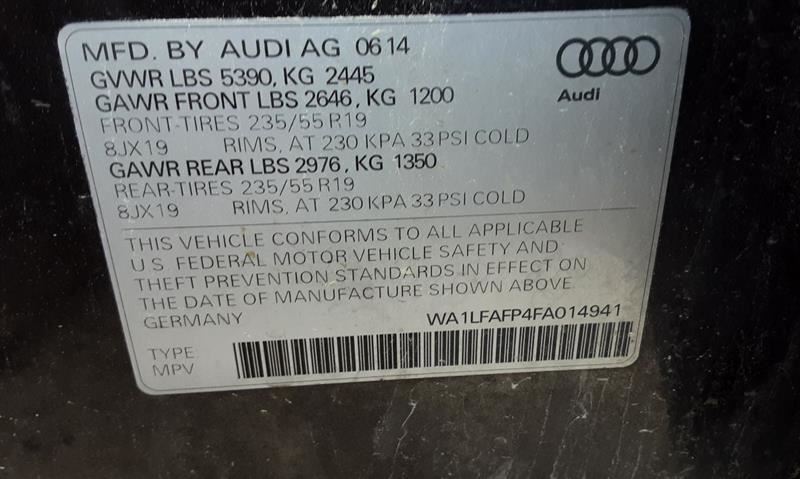 MFD. BY AUDI AG 0614
GVWR LBS 5390, KG 2445
GAWR FRONT LBS 2646, KG 1200
FRONT-TIRES 235/55 R19
8JX19 RIMS, AT 230 KPA 33 PSI COLD
GAWR REAR LBS 2976, KG 1350
REAR-TIRES 235/55 R19
8JX19 RIMS, AT 230 KPA 33 PSI COLD
Audi
THIS VEHICLE CONFORMS TO ALL APPLICABLE
U.S. FEDERAL MOTOR VEHICLE SAFETY AND
THEFT PREVENTION STANDARDS IN EFFECT ON
THE DATE OF MANUFACTURE SHOWN ABOVE.
GERMANY WA1LFAFP4FA014941
TYPE:
MPV